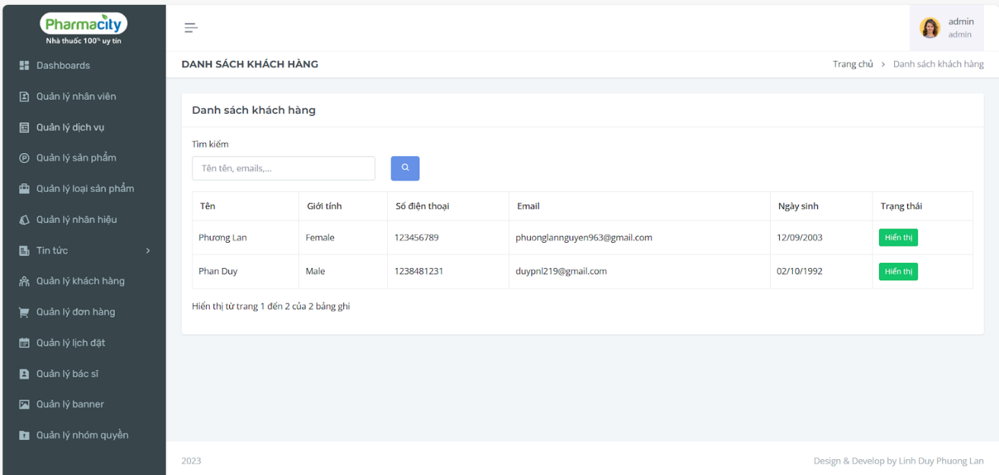 Pharmacity
Nhà thuốc 100% uy tín
Dashboards
Quản lý nhân viên
Quản lý dịch vụ
Quản lý sản phẩm
Quản lý loại sản phẩm
Quản lý nhãn hiệu
Tin tức
Quản lý khách hàng
Quản lý đơn hàng
Quản lý lịch đặt
Quản lý bác sĩ
Quản lý banner
Quản lý nhóm quyền
admin
admin
DANH SÁCH KHÁCH HÀNG
Trang chủ > Danh sách khách hàng
Danh sách khách hàng
Tìm kiếm
Tên tên, emails,...
Tên Giới tính Số điện thoại Email Ngày sinh Trạng thái
Phương Lan Female 123456789 phuonglannguyen963@gmail.com 12/09/2003 Hiển thị
Phan Duy Male 1238481231 duypnl219@gmail.com 02/10/1992 Hiển thị
Hiển thị từ trang 1 đến 2 của 2 bảng ghi
2023
Design & Develop by Linh Duy Phuong Lan